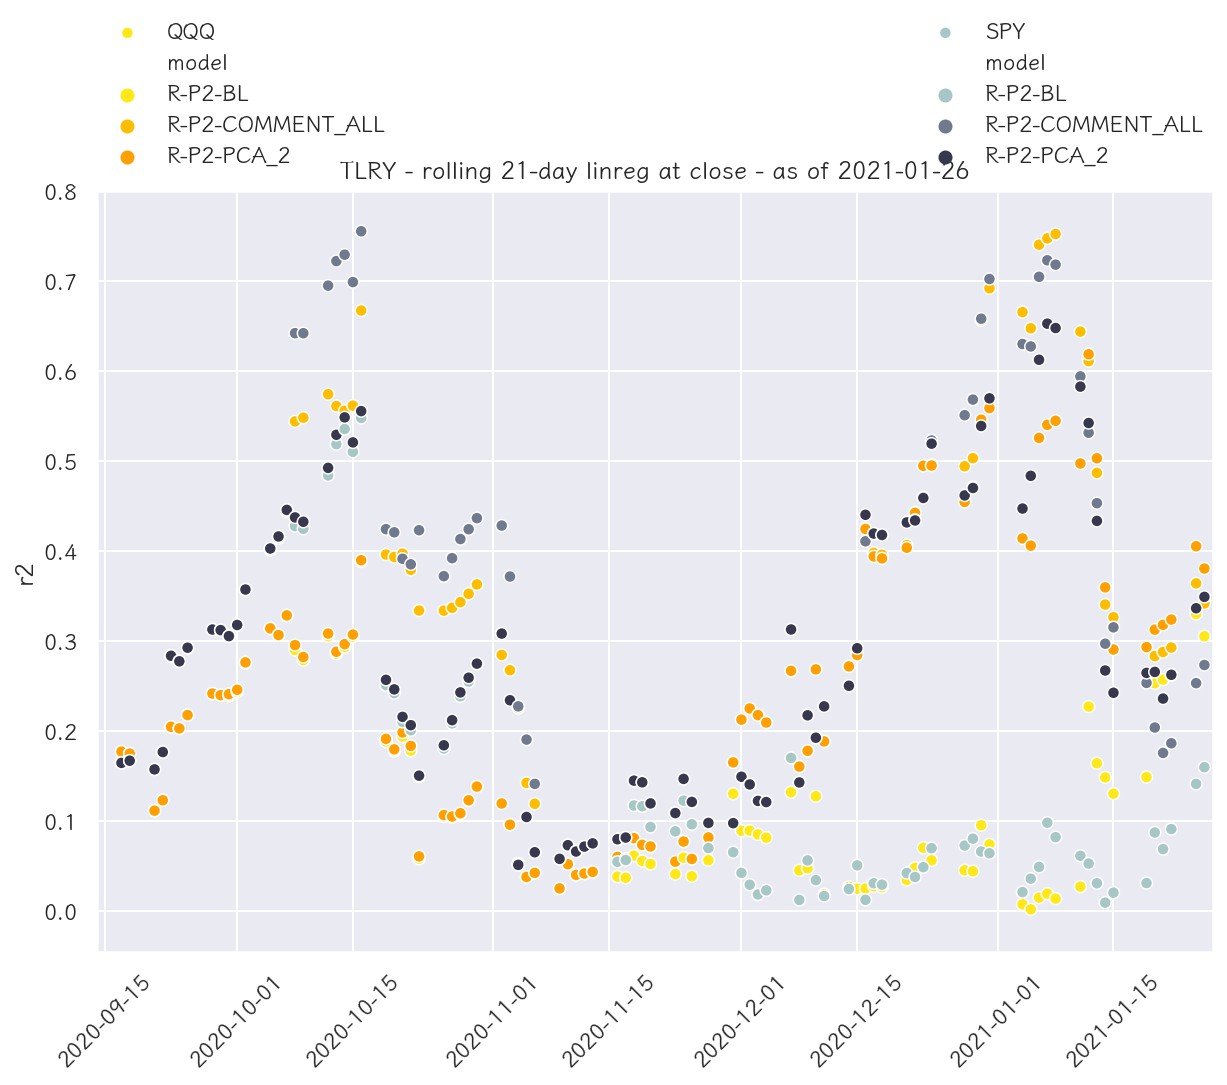 QQQ
model
R-P2-BL
R-P2-COMMENT_ALL
R-P2-PCA_2
SPY
model
R-P2-BL
R-P2-COMMENT_ALL
R-P2-PCA_2
TLRY - rolling 21-day linreg at close - as of 2021-01-26
r2
0.8
0.7
0.6
0.5
0.4
0.3
0.2
0.1
0.0
2020-09-15
2020-10-01
2020-10-15
2020-11-01
2020-11-15
2020-12-01
2020-12-15
2021-01-01
2021-01-15